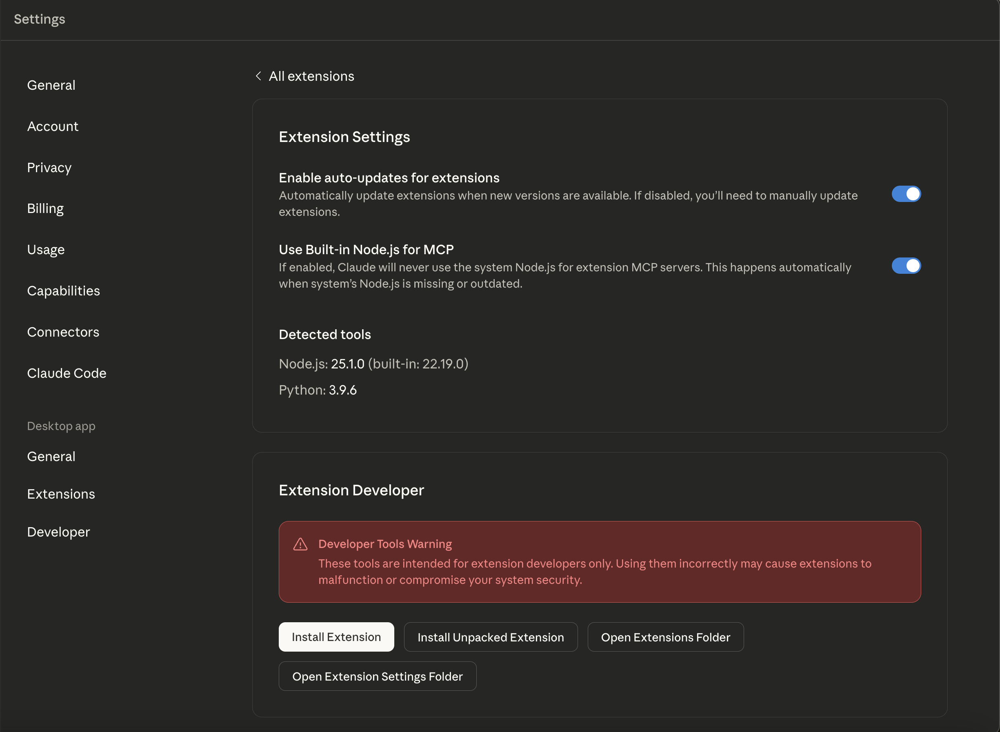 Settings
General
Account
Privacy
Billing
Usage
Capabilities
Connectors
Claude Code
Desktop app
General
Extensions
Developer
All extensions
Extension Settings
Enable auto-updates for extensions
Automatically update extensions when new versions are available. If disabled, you’ll need to manually update
extensions.
Use Built-in Node.js for MCP
If enabled, Claude will never use the system Node.js for extension MCP servers. This happens automatically
when system’s Node.js is missing or outdated.
Detected tools
Node.js: 25.1.0 (built-in: 22.19.0)
Python: 3.9.6
Extension Developer
Developer Tools Warning
These tools are intended for extension developers only. Using them incorrectly may cause extensions to
malfunction or compromise your system security.
Install Extension
Install Unpacked Extension
Open Extensions Folder
Open Extension Settings Folder